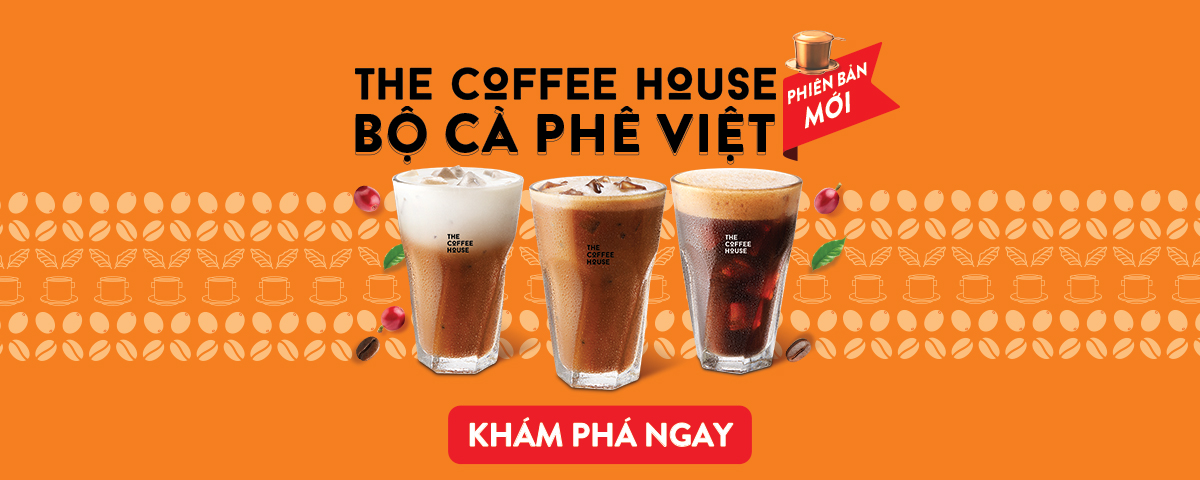 THE COFFEE HOUSE
BỘ CÀ PHÊ VIỆT
PHIÊN BẢN
MỚI
THE
COFFEE
HOUSE
THE
COFFEE
HOUSE
THE
COFFEE
HOUSE
KHÁM PHÁ NGAY